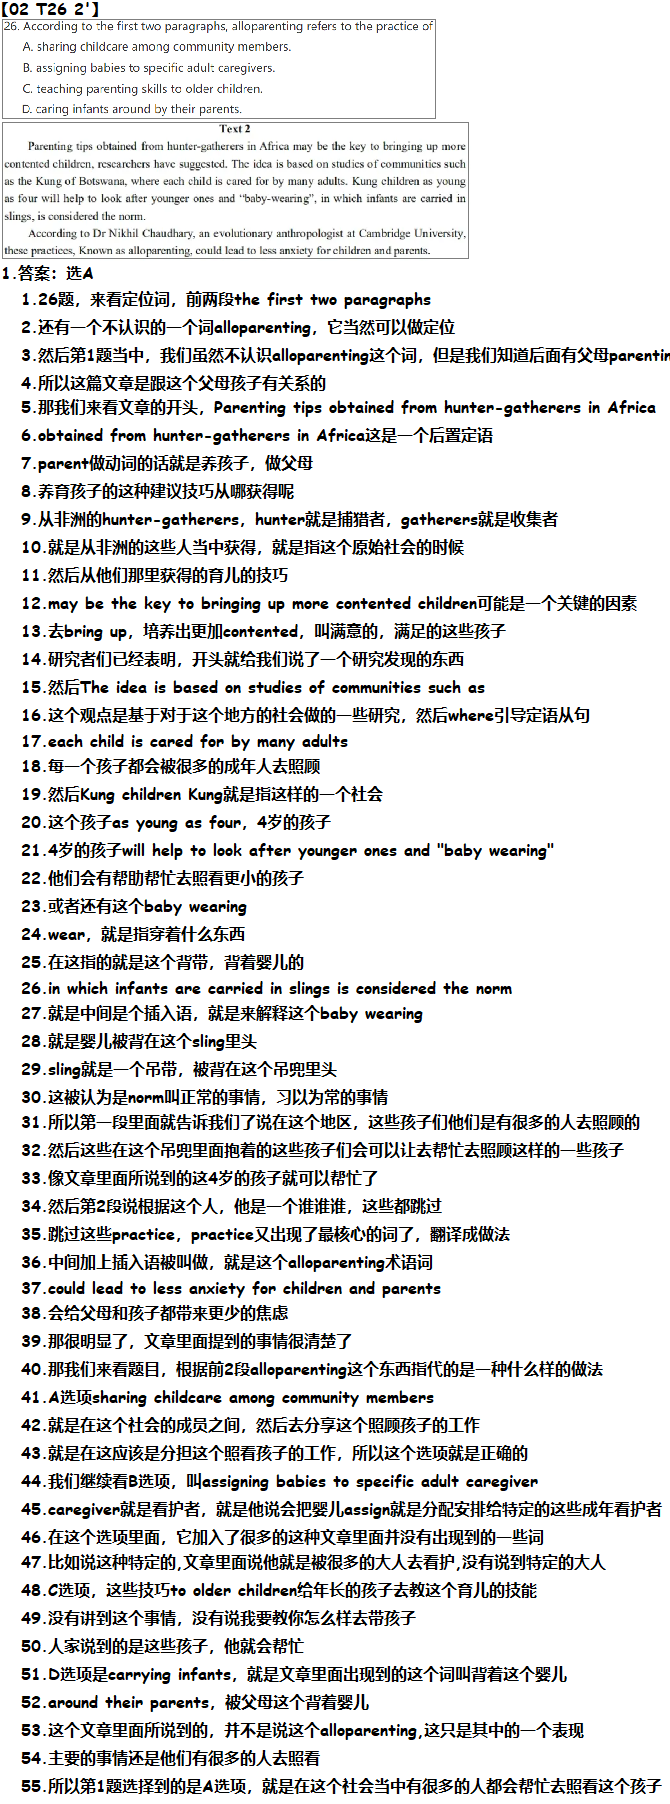 【02 T26 2'】
26. According to the first two paragraphs, alloparenting refers to the practice of
A. sharing childcare among community members.
B. assigning babies to specific adult caregivers.
C. teaching parenting skills to older children.
D. caring infants around by their parents.
Text 2
Parenting tips obtained from hunter-gatherers in Africa may be the key to bringing up more
contented children, researchers have suggested. The idea is based on studies of communities such
as the Kung of Botswana, where each child is cared for by many adults. Kung children as young
as four will help to look after younger ones and “baby-wearing”, in which infants are carried in
slings, is considered the norm.
According to Dr Nikhil Chaudhary, an evolutionary anthropologist at Cambridge University,
these practices, Known as alloparenting, could lead to less anxiety for children and parents.
1.答案：选A
1.26题，来看定位词，前两段the first two paragraphs
2.还有一个不认识的一个词alloparenting，它当然可以做定位
3.然后第1题当中，我们虽然不认识alloparenting这个词，但是我们知道后面有父母parentin
4.所以这篇文章是跟这个父母孩子有关系的
5.那我们来看文章的开头，Parenting tips obtained from hunter-gatherers in Africa
6.obtained from hunter-gatherers in Africa这是一个后置定语
7.parent做动词的话就是养孩子，做父母
8.养育孩子的这种建议技巧从哪获得呢
9.从非洲的hunter-gatherers，hunter就是捕猎者，gatherers就是收集者
10.就是从非洲的这些人当中获得，就是指这个原始社会的时候
11.然后从他们那里获得的育儿的技巧
12.may be the key to bringing up more contented children可能是一个关键的因素
13.去bring up，培养出更加contented，叫满意的，满足的这些孩子
14.研究者们已经表明，开头就给我们说了一个研究发现的东西
15.然后The idea is based on studies of communities such as
16.这个观点是基于对于这个地方的社会做的一些研究，然后where引导定语从句
17.each child is cared for by many adults
18.每一个孩子都会被很多的成年人去照顾
19.然后Kung children Kung就是指这样的一个社会
20.这个孩子as young as four，4岁的孩子
21.4岁的孩子will help to look after younger ones and "baby wearing"
22.他们会有帮助帮忙去照看更小的孩子
23.或者还有这个baby wearing
24.wear，就是指穿着什么东西
25.在这指的就是这个背带，背着婴儿的
26.in which infants are carried in slings is considered the norm
27.就是中间是个插入语，就是来解释这个baby wearing
28.就是婴儿被背在这个sling里头
29.sling就是一个吊带，被背在这个吊兜里头
30.这被认为是norm叫正常的事情，习以为常的事情
31.所以第一段里面就告诉我们了说在这个地区，这些孩子们他们是有很多的人去照顾的
32.然后这些在这个吊兜里面抱着的这些孩子们会可以让去帮忙去照顾这样的一些孩子
33.像文章里面所说到的这4岁的孩子就可以帮忙了
34.然后第2段说根据这个人，他是一个谁谁谁，这些都跳过
35.跳过这些practice，practice又出现了最核心的词了，翻译成做法
36.中间加上插入语被叫做，就是这个alloparenting术语词
37.could lead to less anxiety for children and parents
38.会给父母和孩子都带来更少的焦虑
39.那很明显了，文章里面提到的事情很清楚了
40.那我们来看题目，根据前2段alloparenting这个东西指代的是一种什么样的做法
41.A选项sharing childcare among community members
42.就是在这个社会的成员之间，然后去分享这个照顾孩子的工作
43.就是在这应该是分担这个照看孩子的工作，所以这个选项就是正确的
44.我们继续看B选项，叫assigning babies to specific adult caregiver
45.caregiver就是看护者，就是他说会把婴儿assign就是分配安排给特定的这些成年看护者
46.在这个选项里面，它加入了很多的这种文章里面并没有出现到的一些词
47.比如说这种特定的,文章里面说他就是被很多的大人去看护,没有说到特定的大人
48.C选项，这些技巧to older children给年长的孩子去教这个育儿的技能
49.没有讲到这个事情，没有说我要教你怎么样去带孩子
50.人家说到的是这些孩子，他就会帮忙
51.D选项是carrying infants，就是文章里面出现到的这个词叫背着这个婴儿
52.around their parents，被父母这个背着婴儿
53.这个文章里面所说到的，并不是说这个alloparenting,这只是其中的一个表现
54.主要的事情还是他们有很多的人去照看
55.所以第1题选择到的是A选项，就是在这个社会当中有很多的人都会帮忙去照看这个孩子